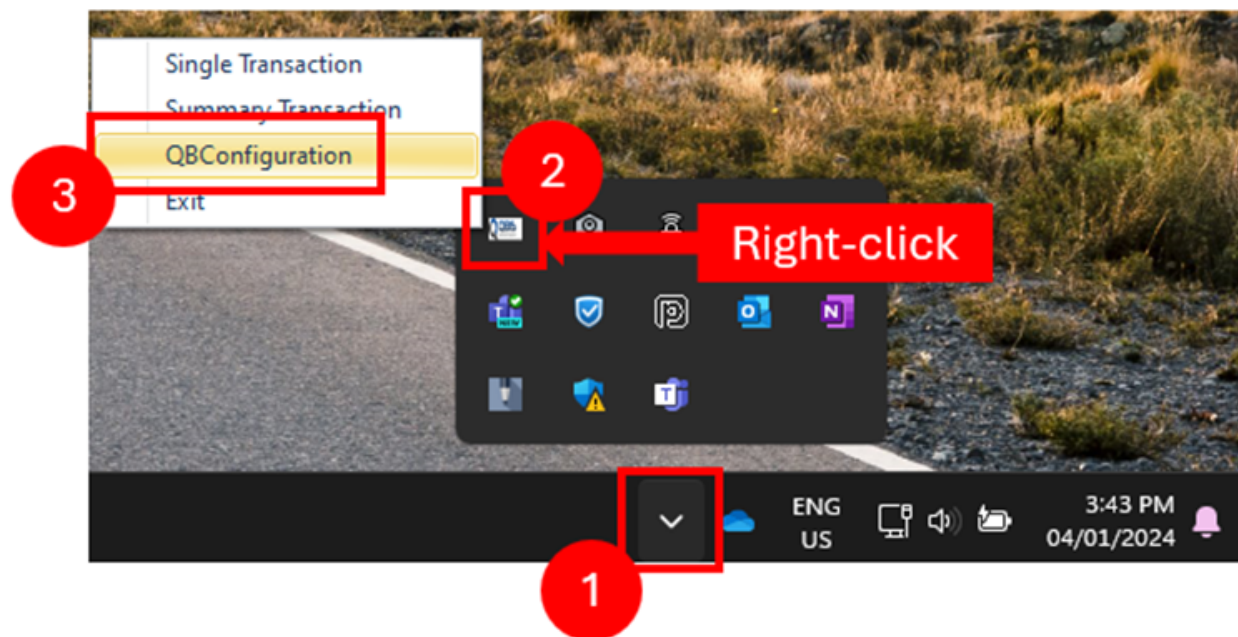 Single Transaction
Summary Transaction
QBConfiguration
Exit
3
2
Right-click
NEW
ENG
US
3:43 PM
04/01/2024
1